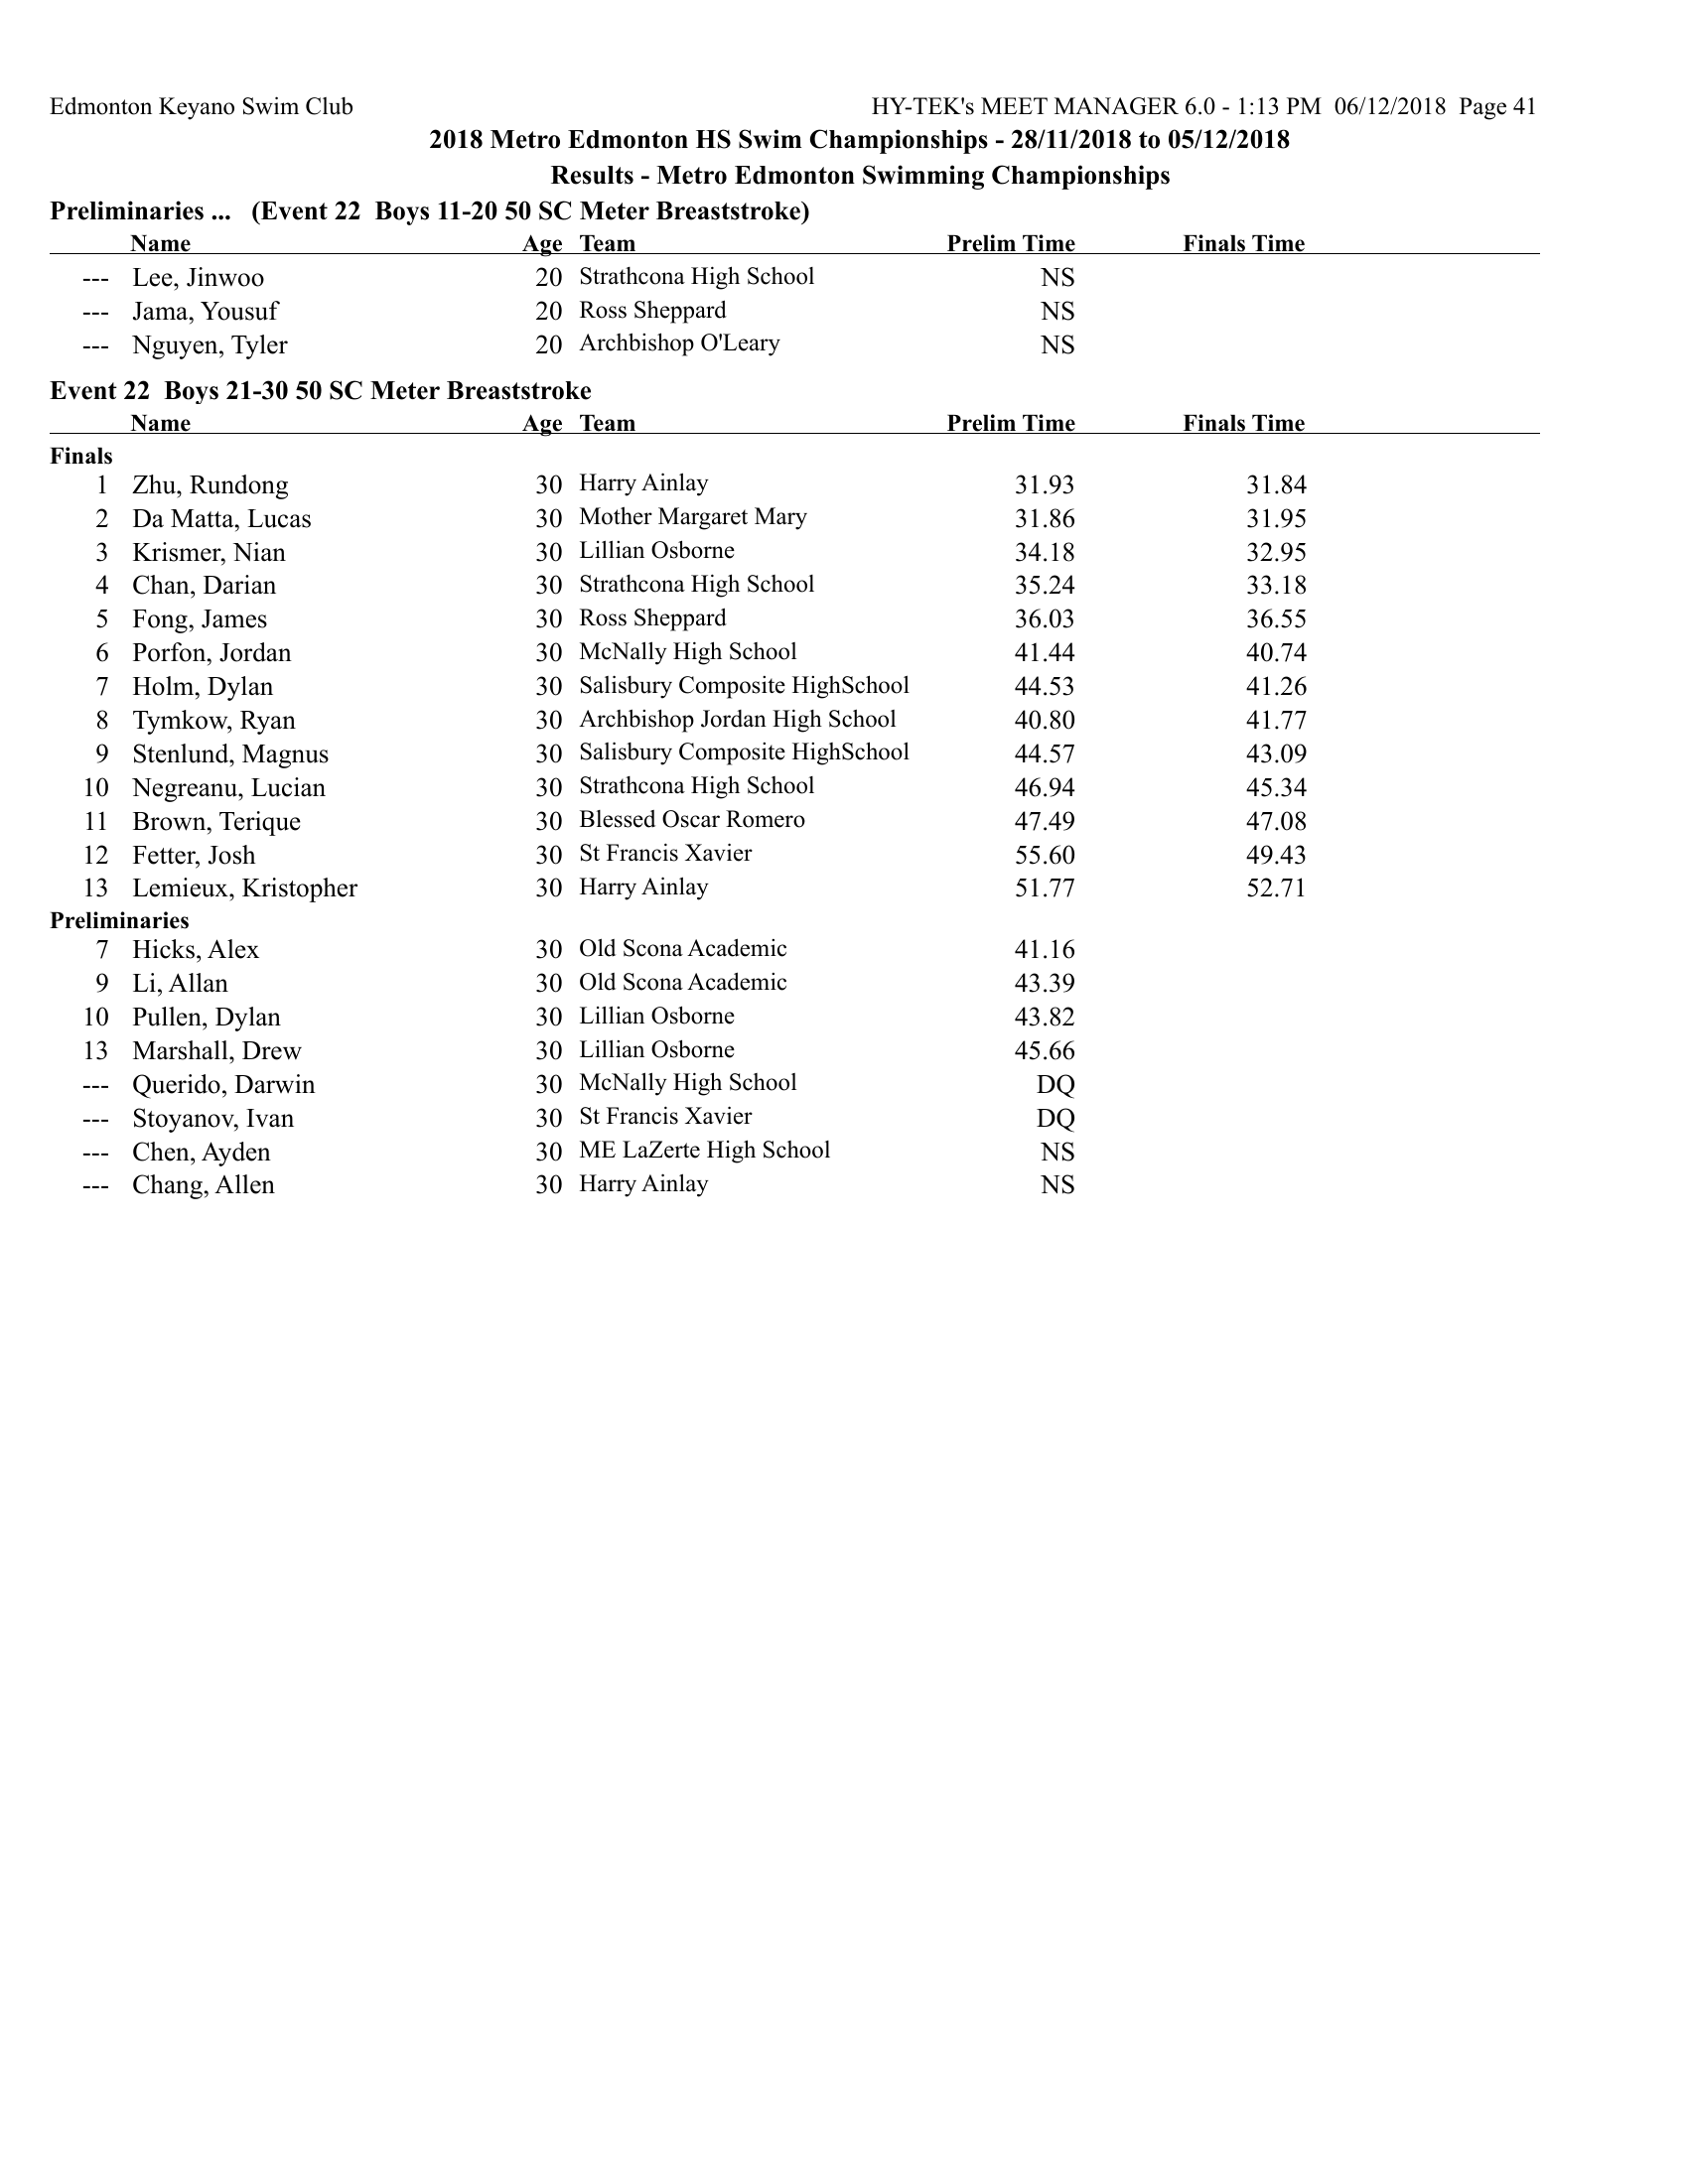 Edmonton Keyano Swim Club HY-TEK's MEET MANAGER 6.0 - 1:13 PM 06/12/2018 Page 41
2018 Metro Edmonton HS Swim Championships - 28/11/2018 to 05/12/2018
Results - Metro Edmonton Swimming Championships
Preliminaries ... (Event 22 Boys 11-20 50 SC Meter Breaststroke)
Name Age Team Prelim Time Finals Time
--- Lee, Jinwoo 20 Strathcona High School NS
--- Jama, Yousuf 20 Ross Sheppard NS
--- Nguyen, Tyler 20 Archbishop O'Leary NS
Event 22 Boys 21-30 50 SC Meter Breaststroke
Name Age Team Prelim Time Finals Time
Finals
1 Zhu, Rundong 30 Harry Ainlay 31.93 31.84
2 Da Matta, Lucas 30 Mother Margaret Mary 31.86 31.95
3 Krismer, Nian 30 Lillian Osborne 34.18 32.95
4 Chan, Darian 30 Strathcona High School 35.24 33.18
5 Fong, James 30 Ross Sheppard 36.03 36.55
6 Porfon, Jordan 30 McNally High School 41.44 40.74
7 Holm, Dylan 30 Salisbury Composite HighSchool 44.53 41.26
8 Tymkow, Ryan 30 Archbishop Jordan High School 40.80 41.77
9 Stenlund, Magnus 30 Salisbury Composite HighSchool 44.57 43.09
10 Negreanu, Lucian 30 Strathcona High School 46.94 45.34
11 Brown, Terique 30 Blessed Oscar Romero 47.49 47.08
12 Fetter, Josh 30 St Francis Xavier 55.60 49.43
13 Lemieux, Kristopher 30 Harry Ainlay 51.77 52.71
Preliminaries
7 Hicks, Alex 30 Old Scona Academic 41.16
9 Li, Allan 30 Old Scona Academic 43.39
10 Pullen, Dylan 30 Lillian Osborne 43.82
13 Marshall, Drew 30 Lillian Osborne 45.66
--- Querido, Darwin 30 McNally High School DQ
--- Stoyanov, Ivan 30 St Francis Xavier DQ
--- Chen, Ayden 30 ME LaZerte High School NS
--- Chang, Allen 30 Harry Ainlay NS